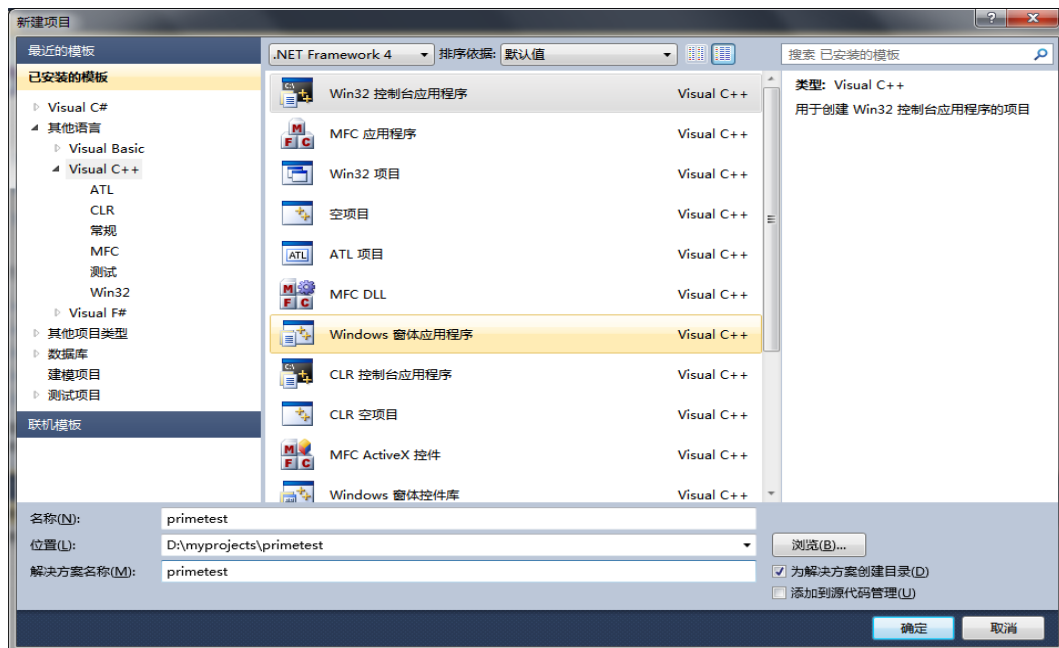 新建项目
最近的模板
已安装的模板
Visual C#
其他语言
Visual Basic
Visual C++
ATL
CLR
常规
MFC
测试
Win32
Visual F#
其他项目类型
数据库
建模项目
测试项目
联机模板
.NET Framework 4 排序依据: 默认值
Win32 控制台应用程序 Visual C++
MFC 应用程序 Visual C++
Win32 项目 Visual C++
空项目 Visual C++
ATL 项目 Visual C++
MFC DLL Visual C++
Windows 窗体应用程序 Visual C++
CLR 控制台应用程序 Visual C++
CLR 空项目 Visual C++
MFC ActiveX 控件 Visual C++
Windows 窗体控件库 Visual C++
搜索 已安装的模板
类型: Visual C++
用于创建 Win32 控制台应用程序的项目
名称(N): primetest
位置(L): D:\myprojects\primetest 浏览(B)...
解决方案名称(M): primetest 为解决方案创建目录(D)
添加到源代码管理(U)
确定 取消